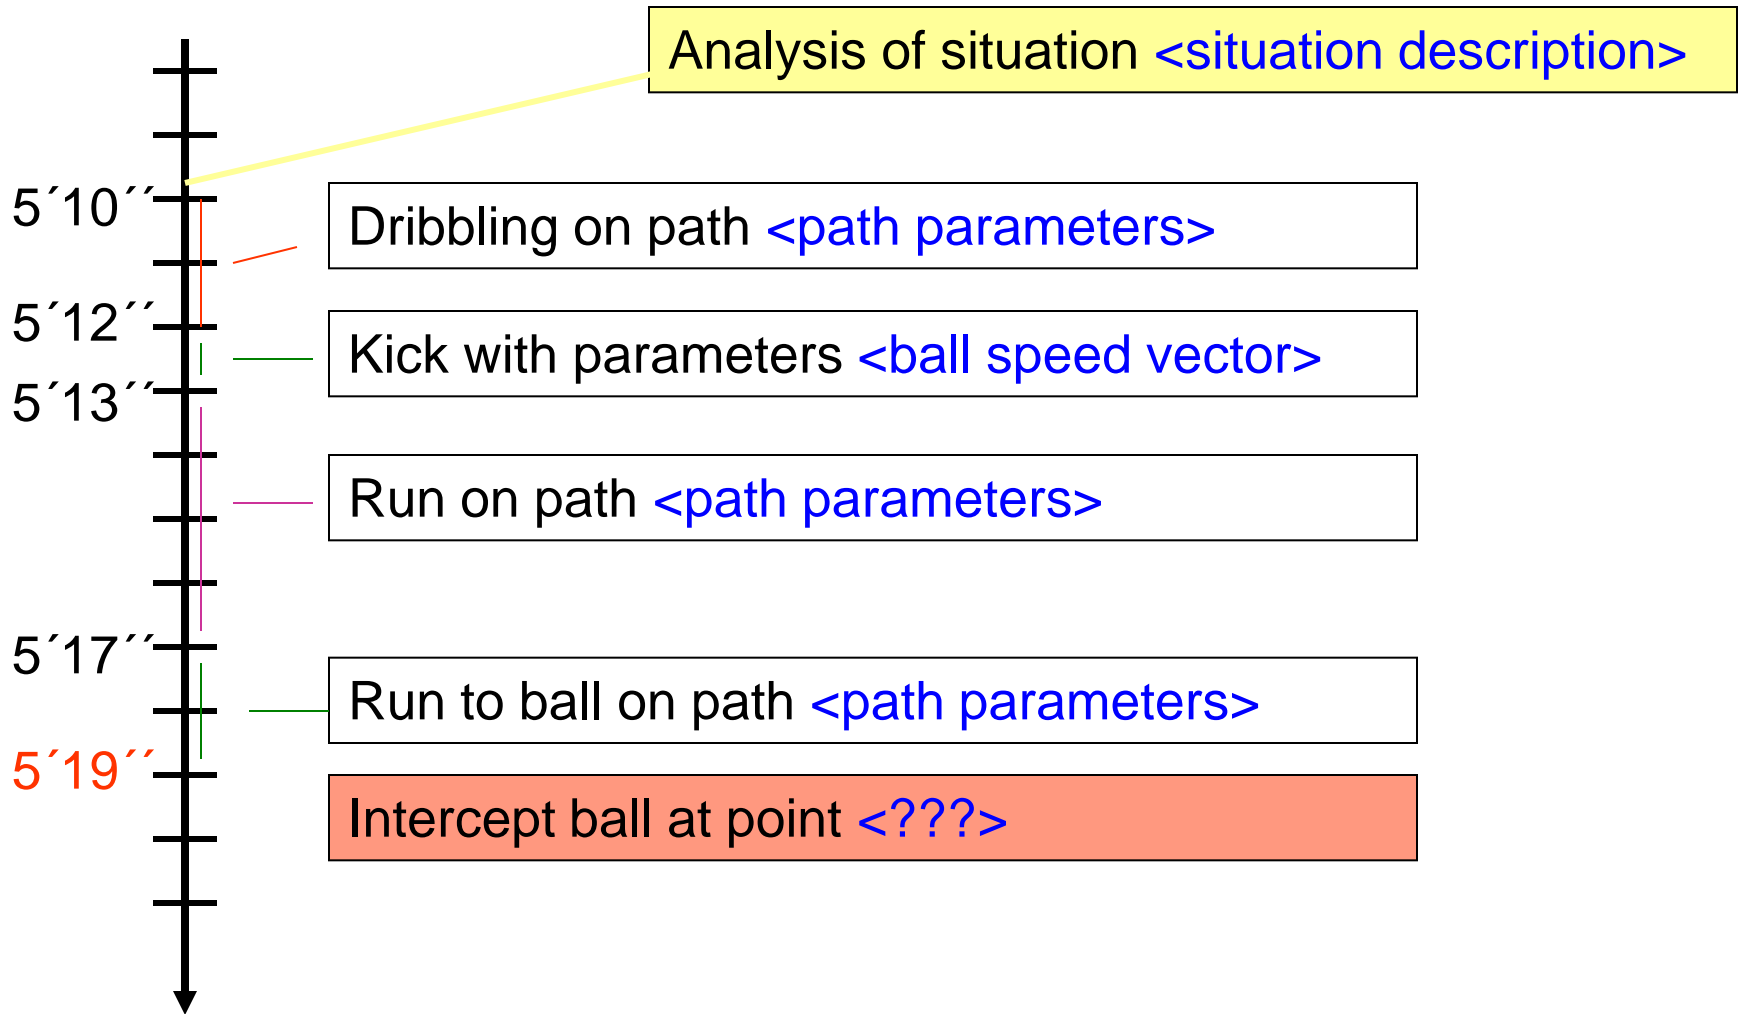 Analysis of situation <situation description>
5´10´´
Dribbling on path <path parameters>
5´12´´
Kick with parameters <ball speed vector>
5´13´´
Run on path <path parameters>
5´17´´
Run to ball on path <path parameters>
5´19´´
Intercept ball at point <???>